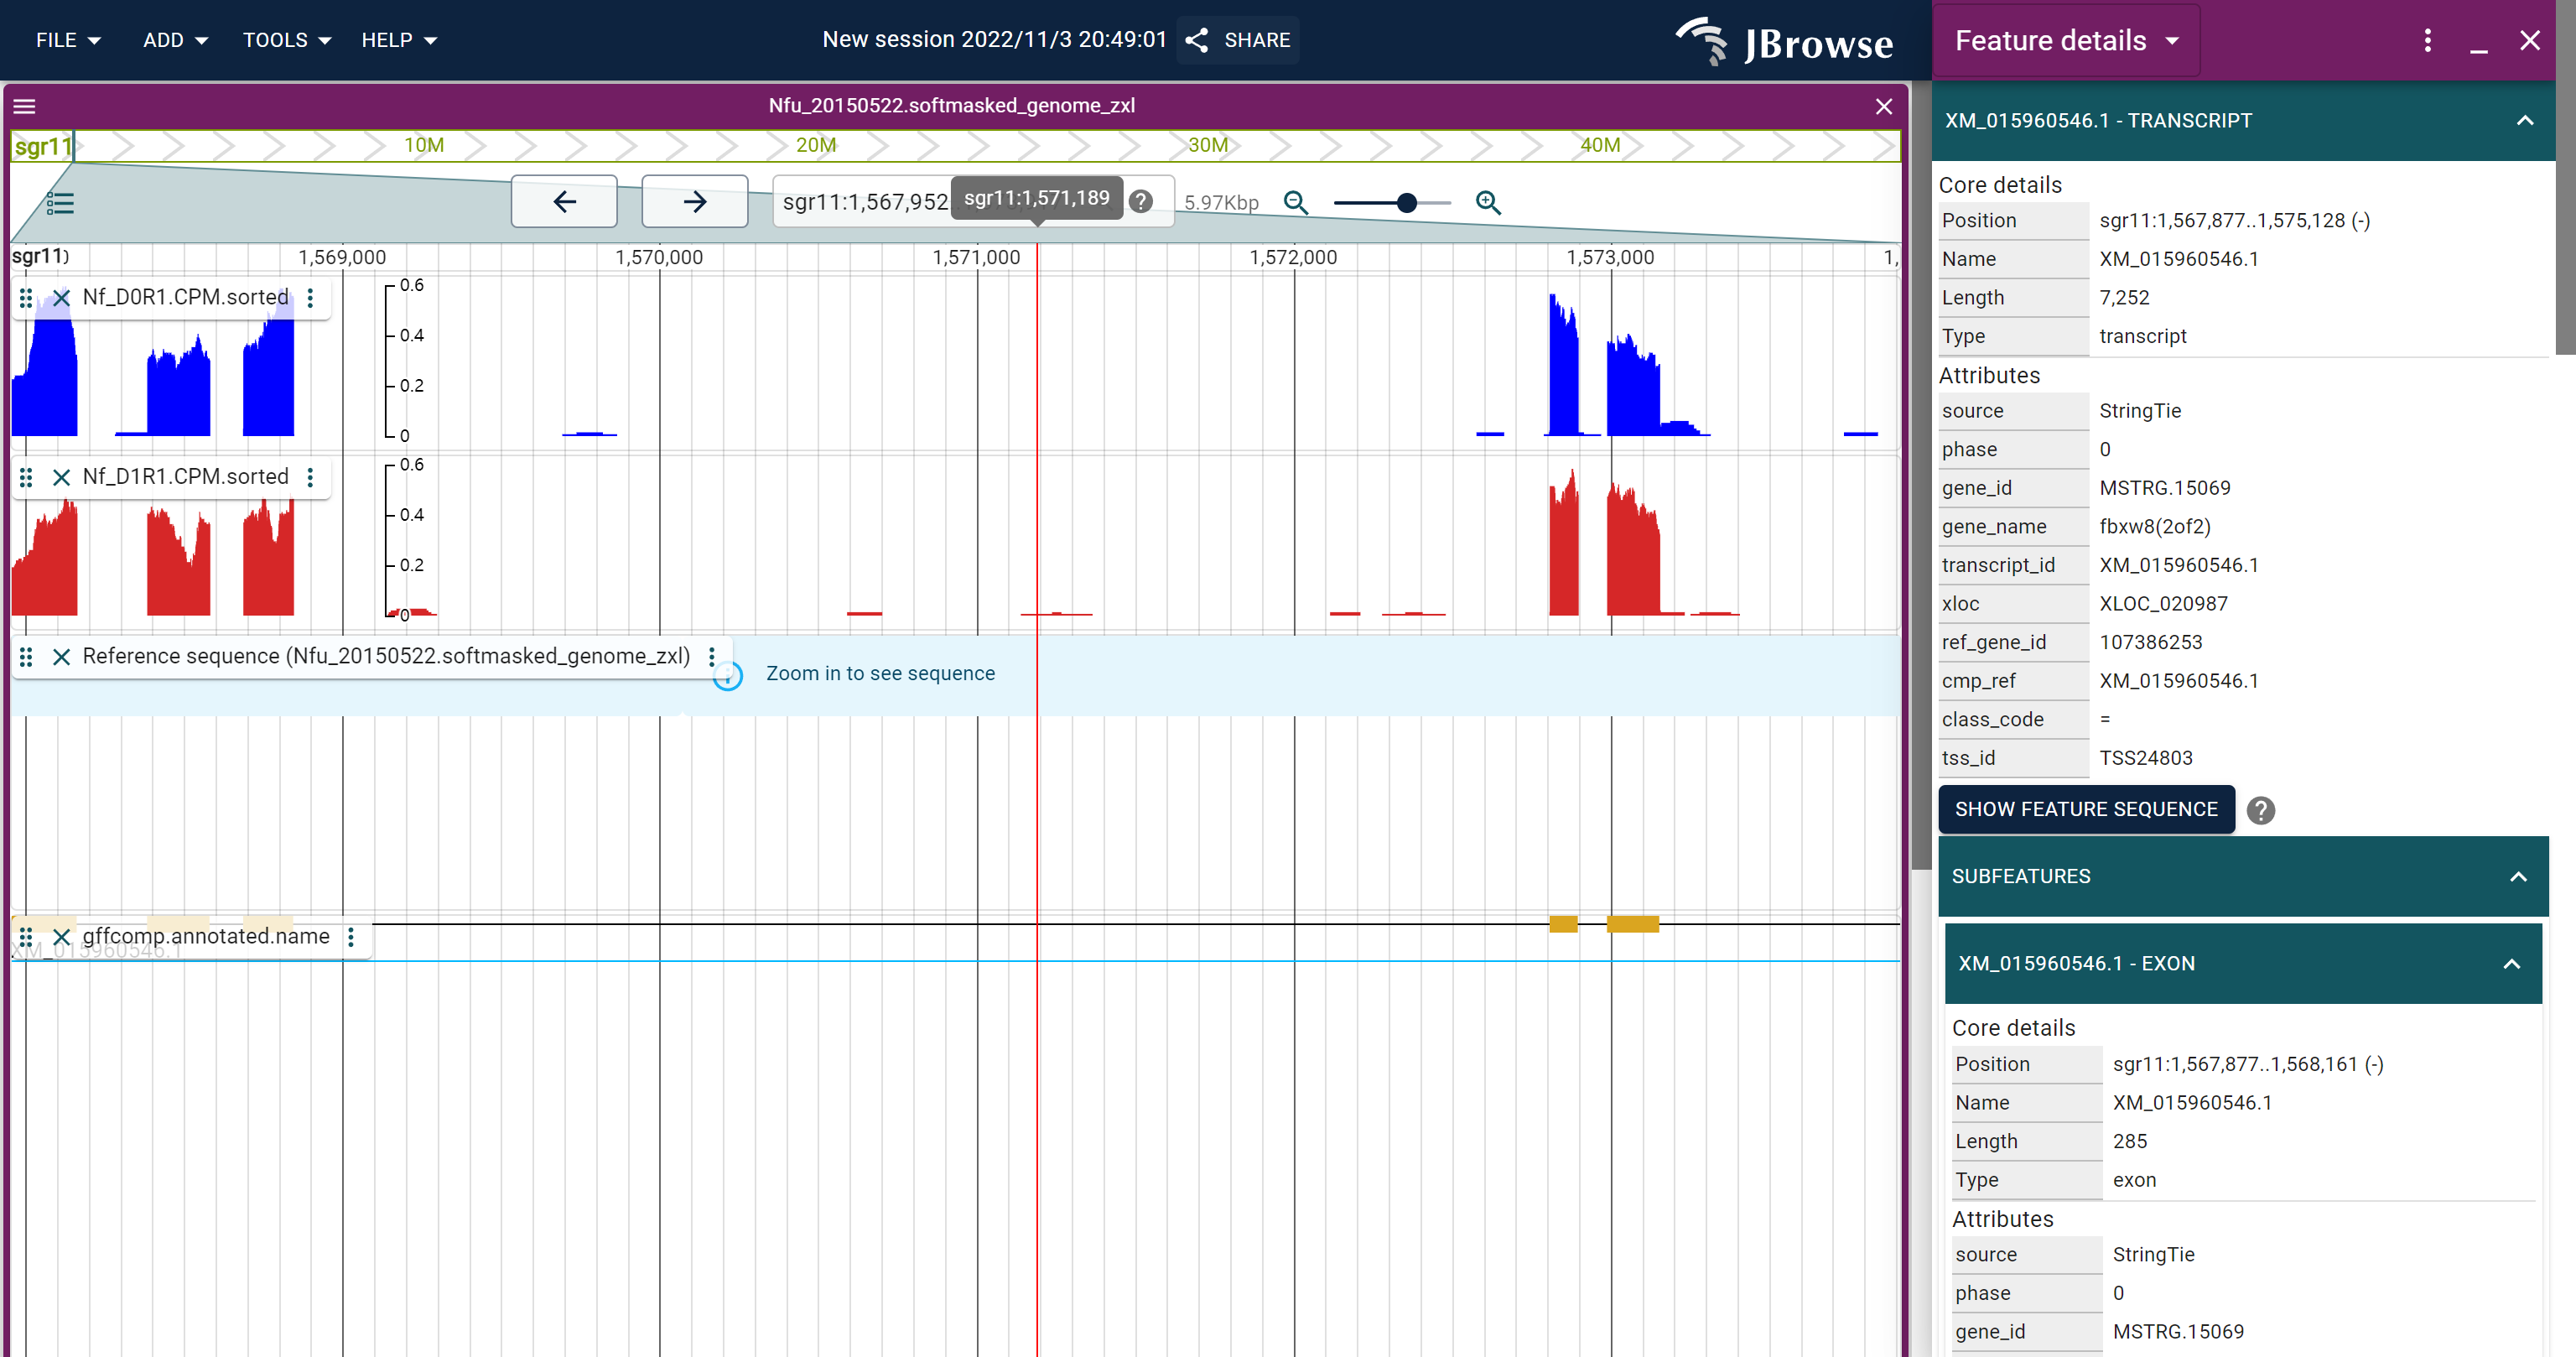 FILE ADD TOOLS HELP New session 2022/11/3 20:49:01 SHARE JBrowse
Nfu_20150522.softmasked_genome_zxl
sgr11 10M 20M 30M 40M
sgr11:1,567,952 sgr11:1,571,189 5.97Kbp
sgr11 1,569,000 1,570,000 1,571,000 1,572,000 1,573,000 1,
Nf_D0R1.CPM.sorted
0.6
0.4
0.2
0
Nf_D1R1.CPM.sorted
0.6
0.4
0.2
0
Reference sequence (Nfu_20150522.softmasked_genome_zxl)
Zoom in to see sequence
gffcomp.annotated.name
XM_015960546.1
Feature details
XM_015960546.1 - TRANSCRIPT
Core details
Position sgr11:1,567,877..1,575,128 (-)
Name XM_015960546.1
Length 7,252
Type transcript
Attributes
source StringTie
phase 0
gene_id MSTRG.15069
gene_name fbxw8(2of2)
transcript_id XM_015960546.1
xloc XLOC_020987
ref_gene_id 107386253
cmp_ref XM_015960546.1
class_code =
tss_id TSS24803
SHOW FEATURE SEQUENCE ?
SUBFEATURES
XM_015960546.1 - EXON
Core details
Position sgr11:1,567,877..1,568,161 (-)
Name XM_015960546.1
Length 285
Type exon
Attributes
source StringTie
phase 0
gene_id MSTRG.15069